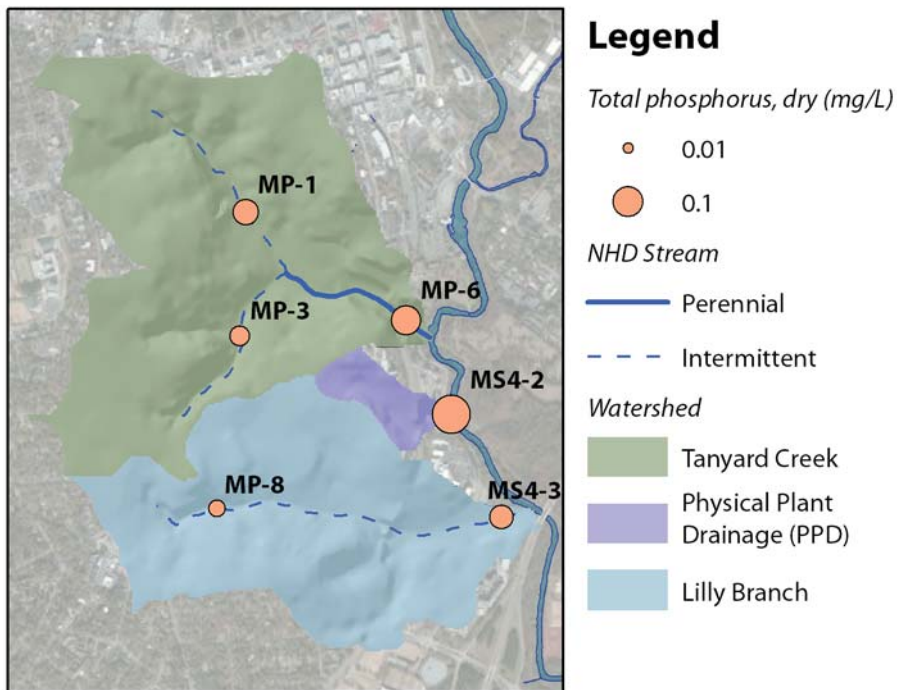 MP-1
MP-6
MP-3
MS4-2
MP-8
MS4-3
Legend
Total phosphorus, dry (mg/L)
0.01
0.1
NHD Stream
Perennial
Intermittent
Watershed
Tanyard Creek
Physical Plant
Drainage (PPD)
Lilly Branch